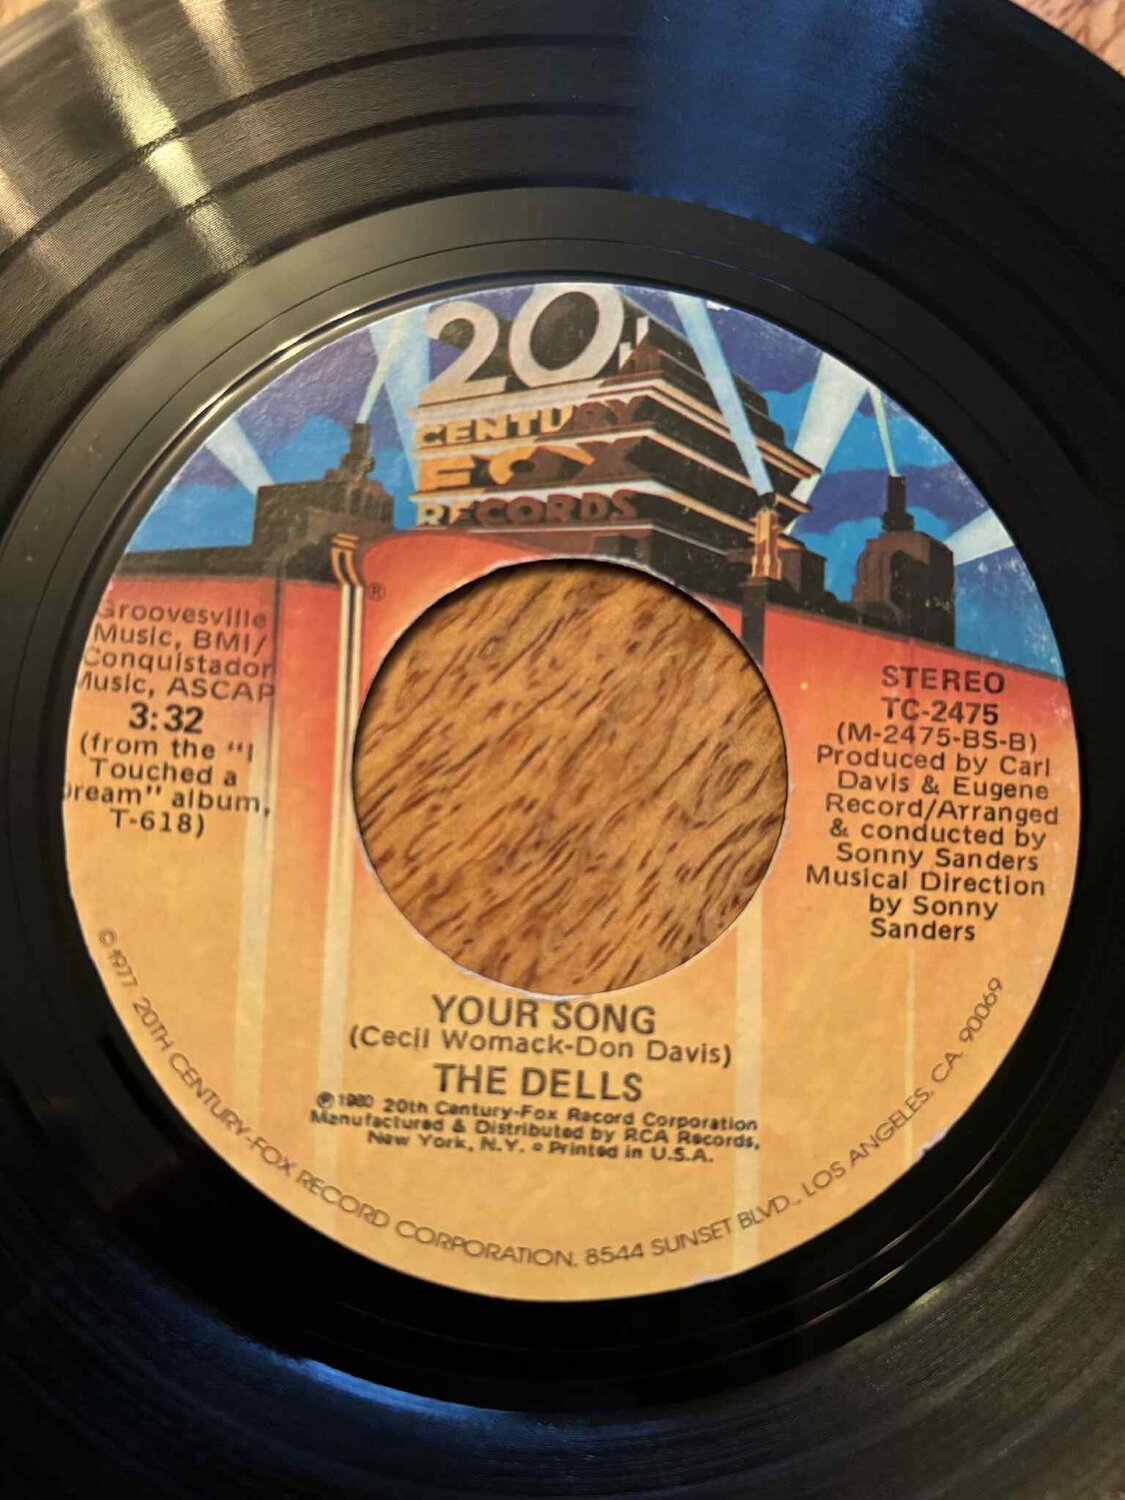 20th
CENTURY
FOX
RECORDS
®
Groovesville
Music, BMI/
Conquistador
Music, ASCAP
3:32
(from the "I
Touched a
Dream" album,
T-618)
STEREO
TC-2475
(M-2475-BS-B)
Produced by Carl
Davis & Eugene
Record/Arranged
& conducted by
Sonny Sanders
Musical Direction
by Sonny
Sanders
YOUR SONG
(Cecil Womack-Don Davis)
THE DELLS
℗ 1980 20th Century-Fox Record Corporation
Manufactured & Distributed by RCA Records,
New York, N.Y. • Printed in U.S.A.
© 1977 20TH CENTURY-FOX RECORD CORPORATION, 8544 SUNSET BLVD., LOS ANGELES, CA. 90069